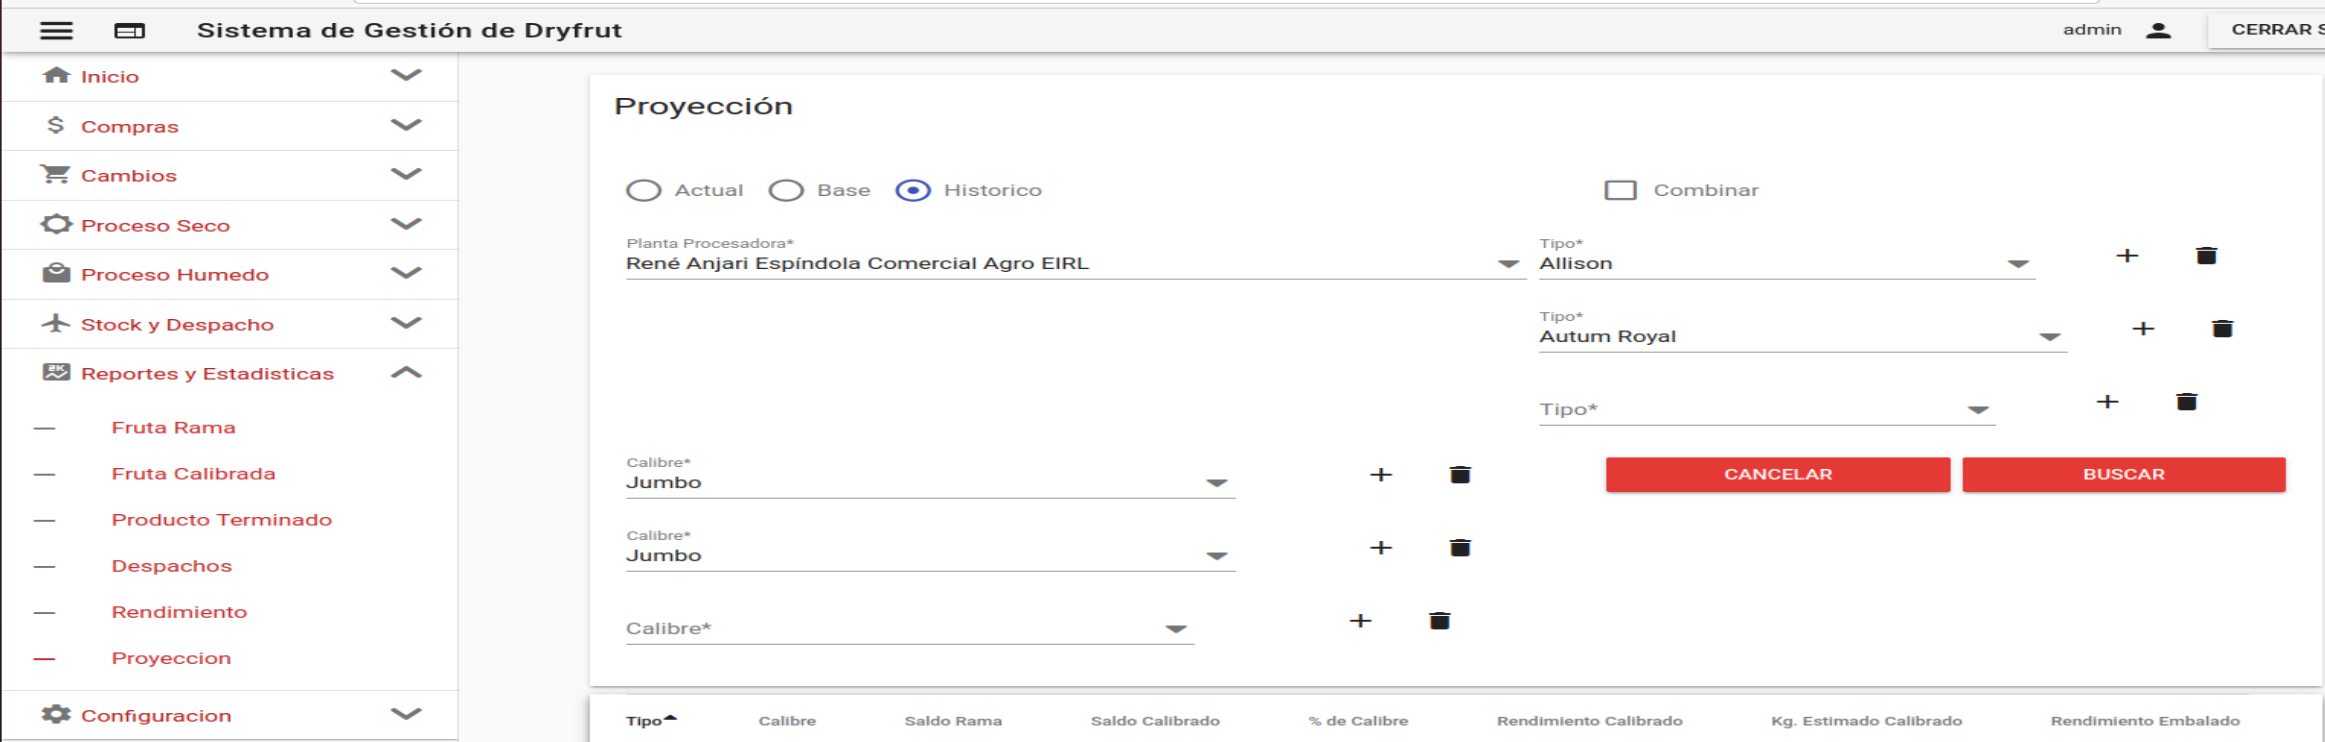 Sistema de Gestión de Dryfrut
admin
CERRAR S
Inicio
Compras
Cambios
Proceso Seco
Proceso Humedo
Stock y Despacho
Reportes y Estadisticas
Fruta Rama
Fruta Calibrada
Producto Terminado
Despachos
Rendimiento
Proyeccion
Configuracion
Proyección
Actual Base Historico Combinar
Planta Procesadora*
René Anjari Espíndola Comercial Agro EIRL
Tipo*
Allison
Tipo*
Autum Royal
Tipo*
Calibre*
Jumbo
CANCELAR BUSCAR
Calibre*
Jumbo
Calibre*
Tipo Calibre Saldo Rama Saldo Calibrado % de Calibre Rendimiento Calibrado Kg. Estimado Calibrado Rendimiento Embalado